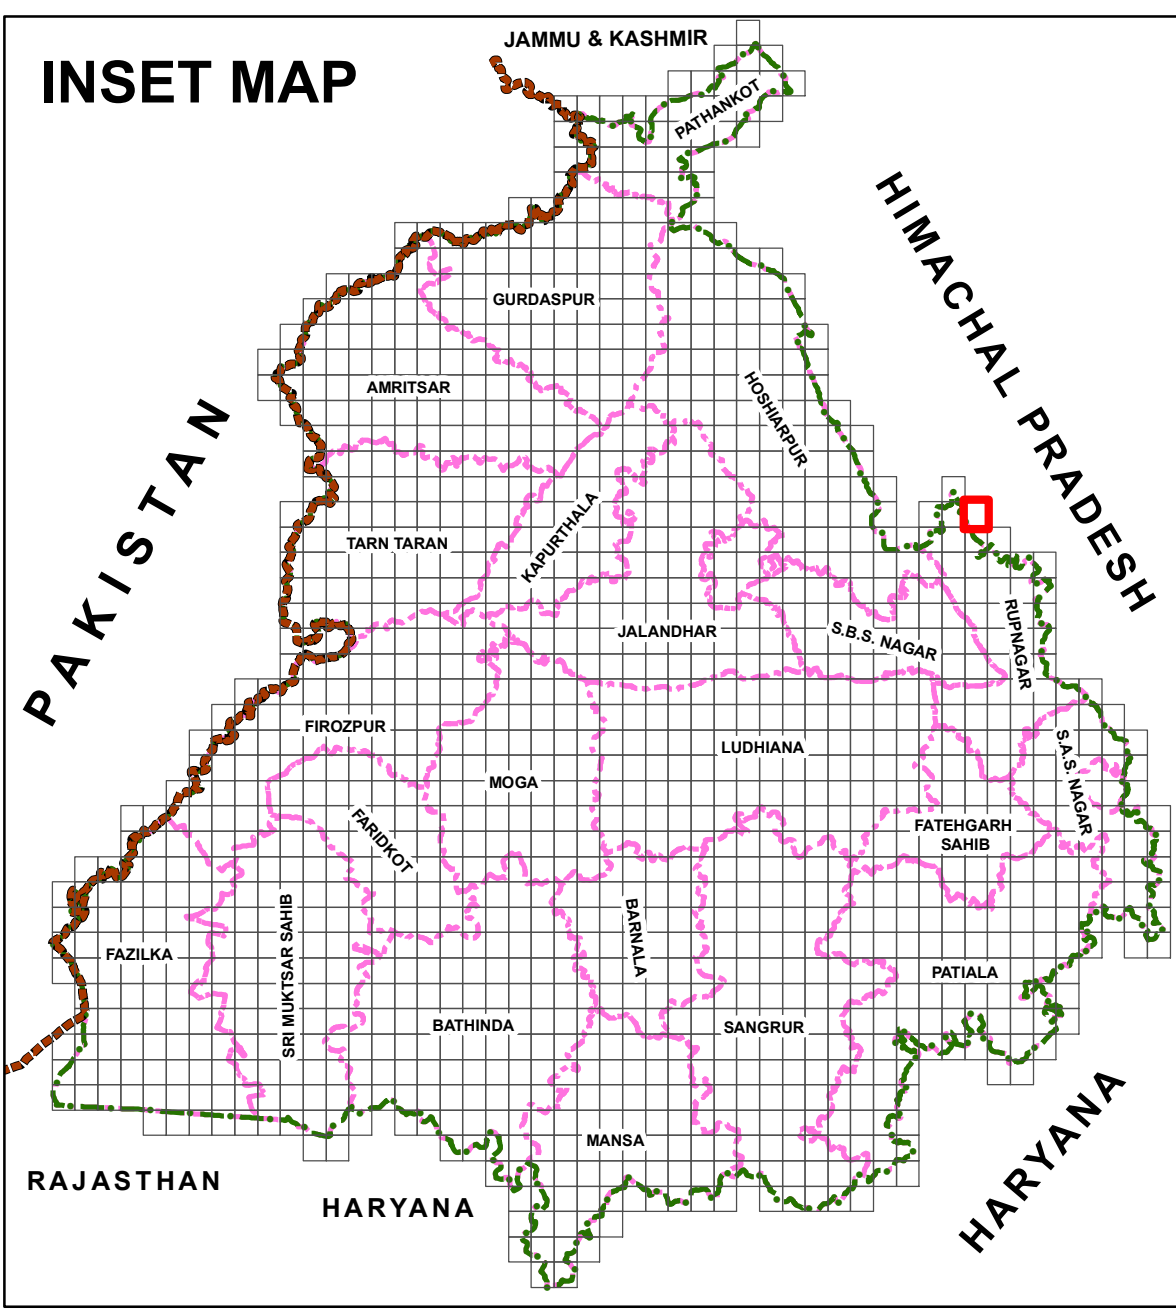 JAMMU & KASHMIR
INSET MAP
PATHANKOT
HIMACHAL PRADESH
GURDASPUR
AMRITSAR
HOSHIARPUR
PAKISTAN
KAPURTHALA
TARN TARAN
JALANDHAR
S.B.S. NAGAR
RUPNAGAR
FIROZPUR
LUDHIANA
S.A.S. NAGAR
MOGA
FARIDKOT
FATEHGARH
SAHIB
BARNALA
SRI MUKTSAR SAHIB
FAZILKA
PATIALA
BATHINDA
SANGRUR
MANSA
HARYANA
RAJASTHAN
HARYANA